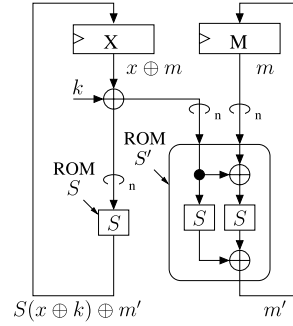 X M
x ⊕ m m
k
n n
ROM
S'
ROM
S
n
S S S
S(x ⊕ k) ⊕ m' m'